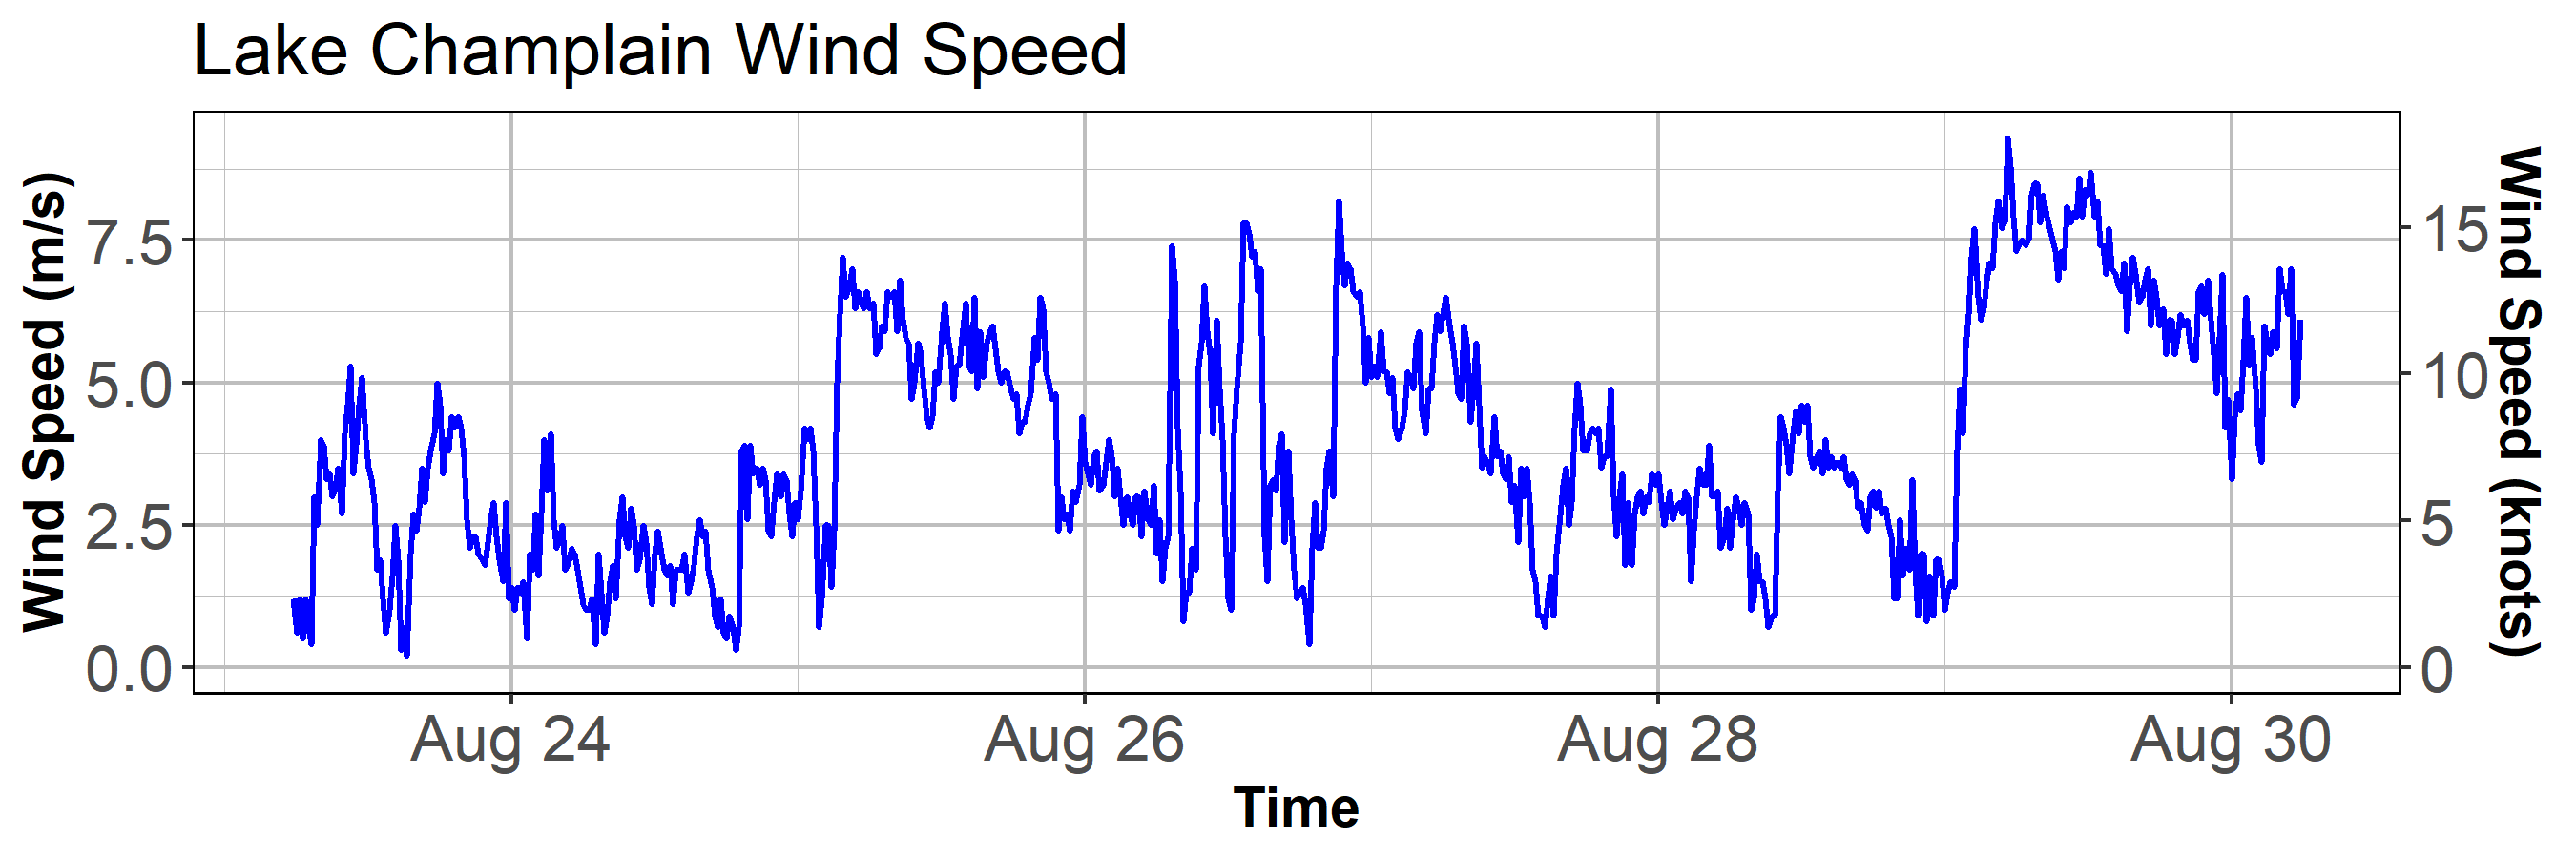 Lake Champlain Wind Speed
Wind Speed (m/s)
7.5
5.0
2.5
0.0
15
10
5
0
Wind Speed (knots)
Aug 24
Aug 26
Aug 28
Aug 30
Time